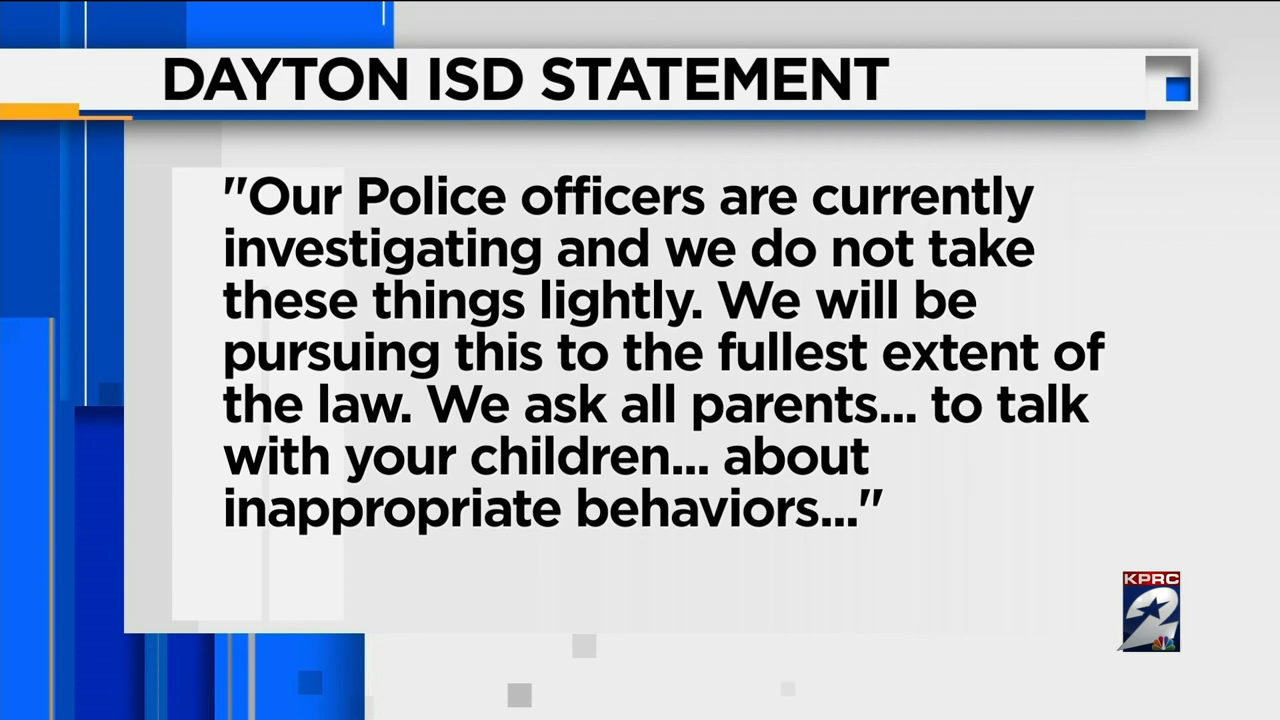 DAYTON ISD STATEMENT
"Our Police officers are currently
investigating and we do not take
these things lightly. We will be
pursuing this to the fullest extent of
the law. We ask all parents... to talk
with your children... about
inappropriate behaviors..."
KPRC
2